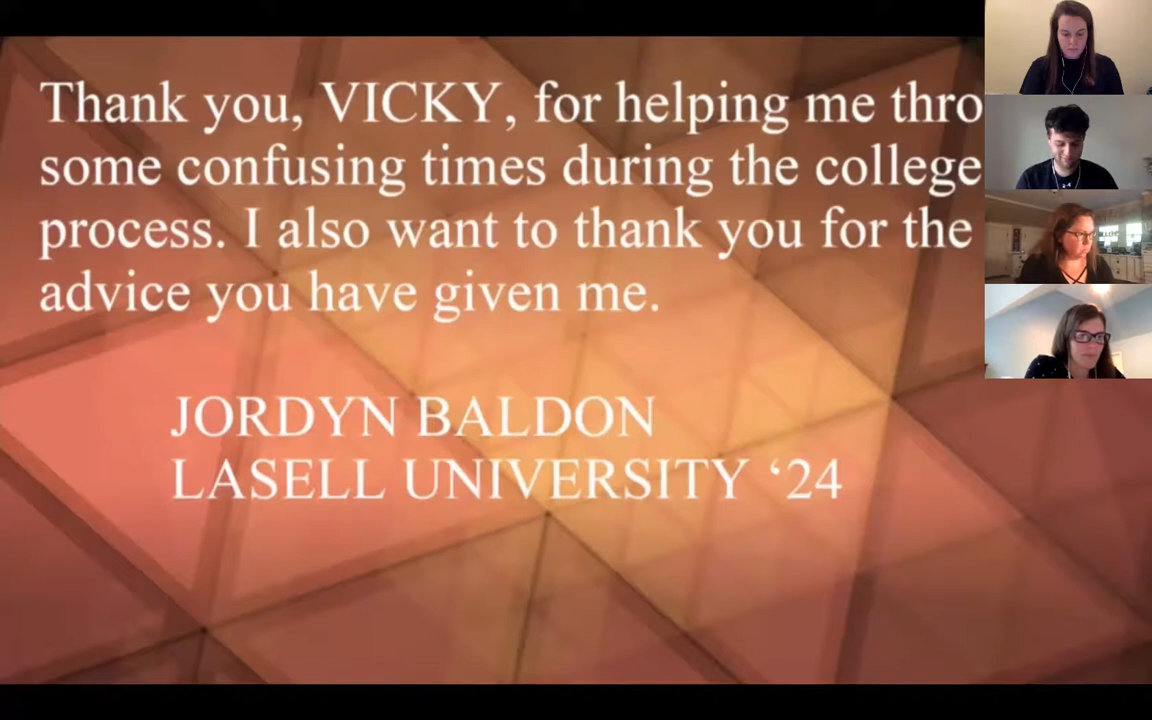 Thank you, VICKY, for helping me thro
some confusing times during the college
process. I also want to thank you for the
advice you have given me.
JORDYN BALDON
LASELL UNIVERSITY ‘24